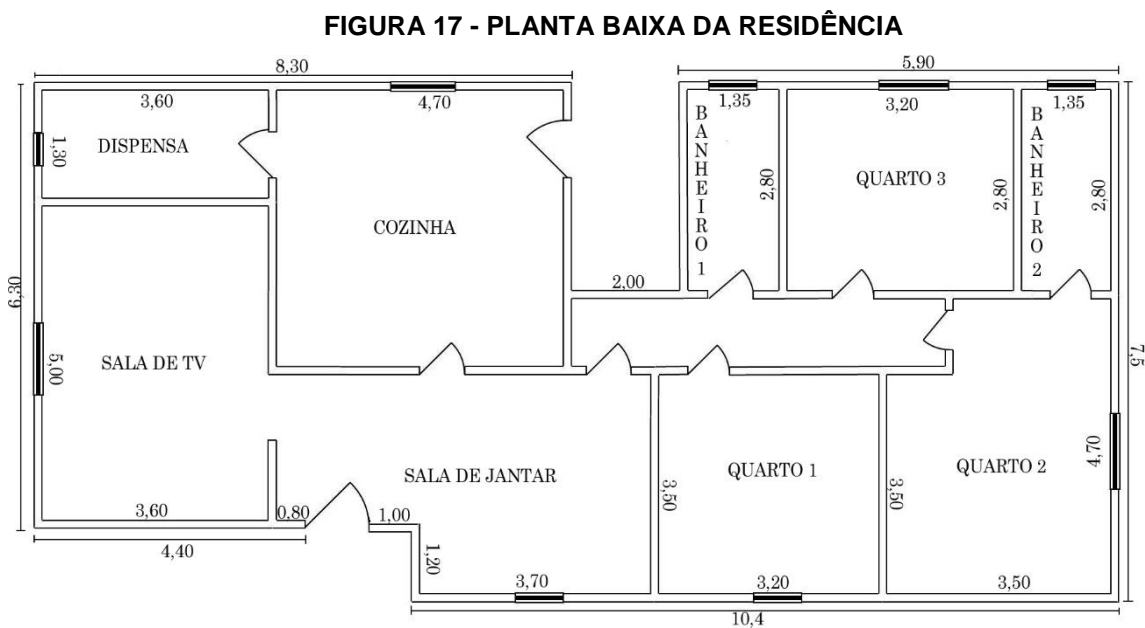 FIGURA 17 - PLANTA BAIXA DA RESIDÊNCIA
8,30
5,90
3,60
4,70
1,35
3,20
1,35
1,30
DISPENSA
BANHEIRO 1
2,80
QUARTO 3
2,80
BANHEIRO 2
2,80
COZINHA
2,00
6,30
5,00
SALA DE TV
7,5
SALA DE JANTAR
3,50
QUARTO 1
3,50
QUARTO 2
4,70
3,60
0,80
1,00
4,40
1,20
3,70
3,20
3,50
10,4